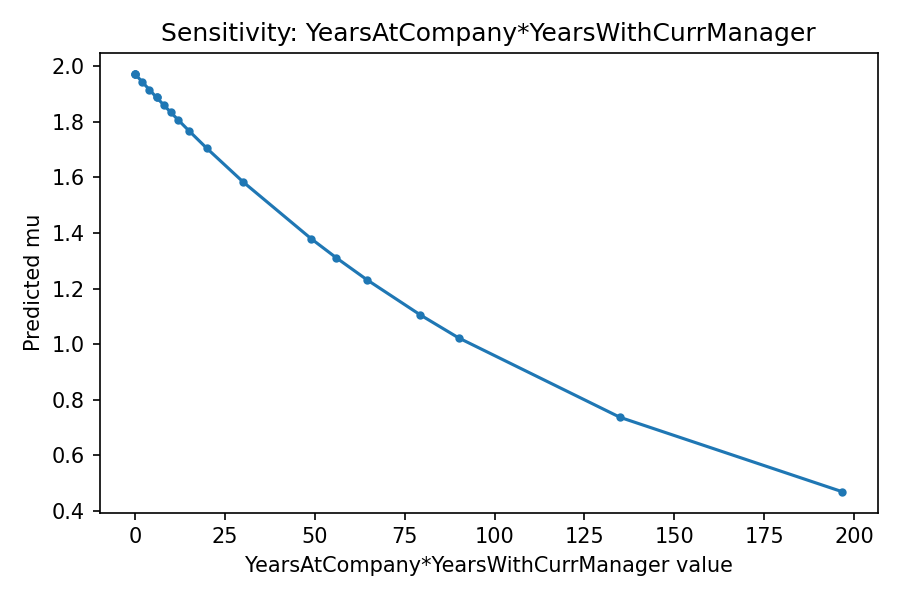 Sensitivity: YearsAtCompany*YearsWithCurrManager
Predicted mu
2.0
1.8
1.6
1.4
1.2
1.0
0.8
0.6
0.4
0 25 50 75 100 125 150 175 200
YearsAtCompany*YearsWithCurrManager value